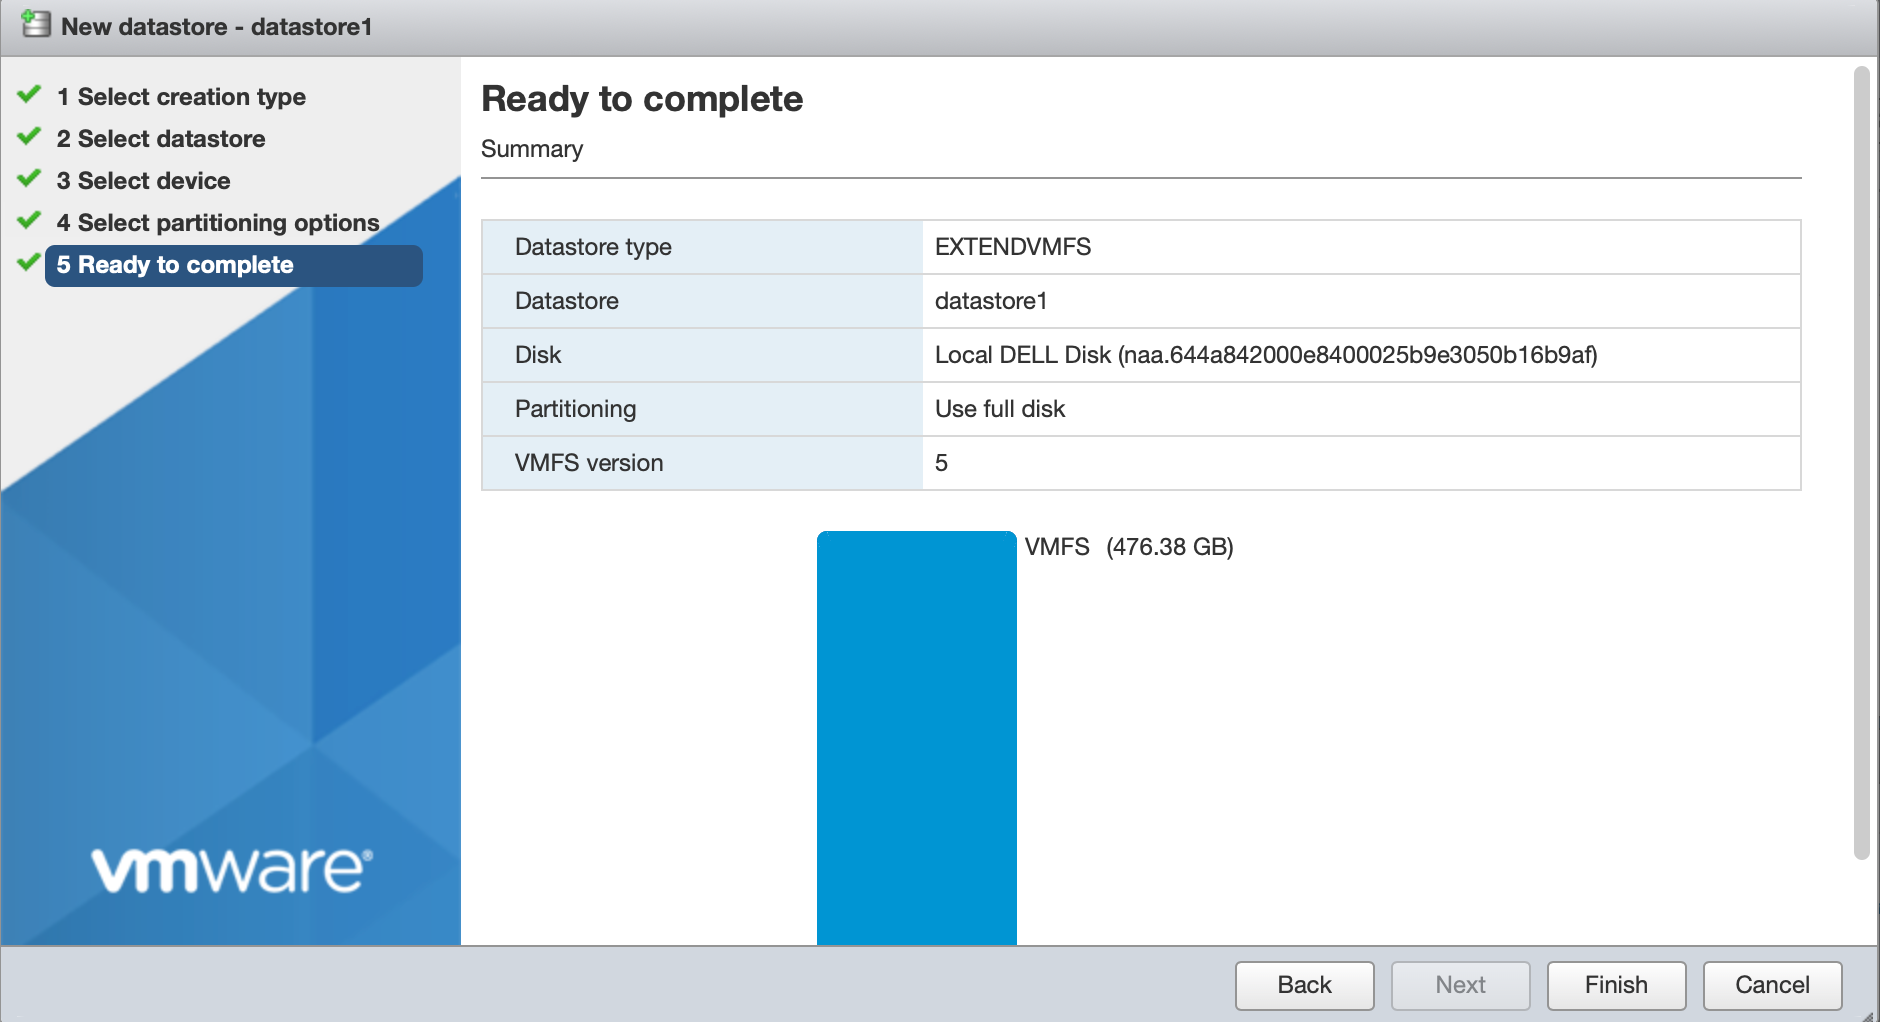 New datastore - datastore1
1 Select creation type
2 Select datastore
3 Select device
4 Select partitioning options
5 Ready to complete
vmware®
Ready to complete
Summary
Datastore type EXTENDVMFS
Datastore datastore1
Disk Local DELL Disk (naa.644a842000e8400025b9e3050b16b9af)
Partitioning Use full disk
VMFS version 5
VMFS (476.38 GB)
Back Next Finish Cancel